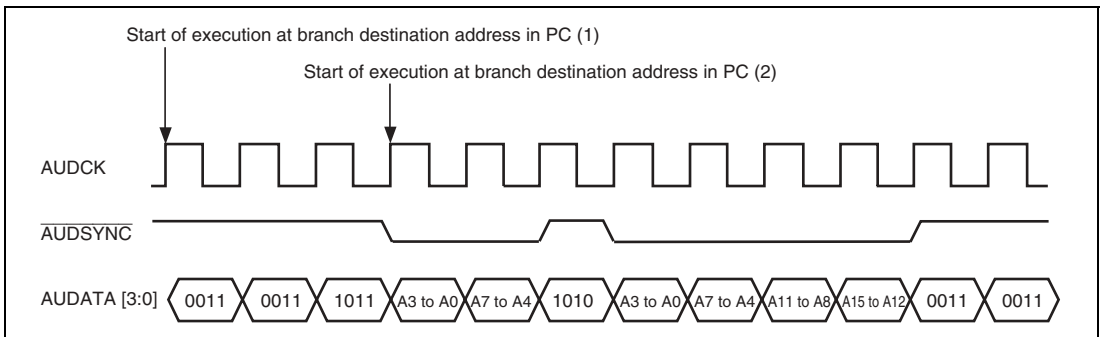 Start of execution at branch destination address in PC (1)
Start of execution at branch destination address in PC (2)
AUDCK
AUDSYNC
AUDATA [3:0] 0011 0011 1011 A3 to A0 A7 to A4 1010 A3 to A0 A7 to A4 A11 to A8 A15 to A12 0011 0011